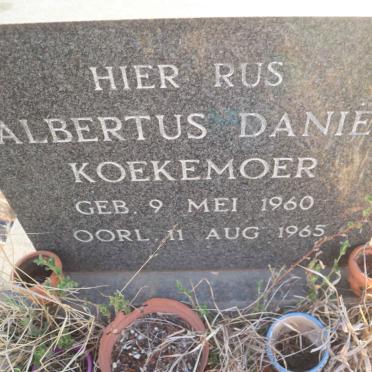 HIER RUS
ALBERTUS DANIË
KOEKEMOER
GEB. 9 MEI 1960
OORL 11 AUG 1965